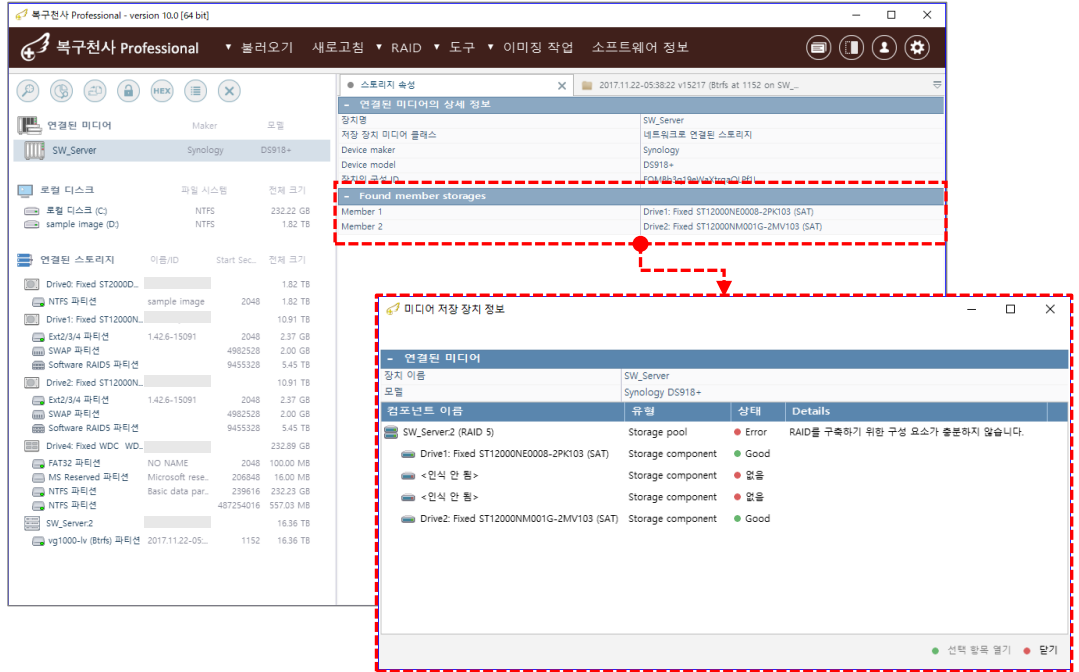 복구천사 Professional - version 10.0 [64 bit]
복구천사 Professional ▼ 불러오기 새로고침 ▼ RAID ▼ 도구 ▼ 이미징 작업 소프트웨어 정보
HEX
스토리지 속성 2017.11.22-05:38:22 v15217 (Btrfs at 1152 on SW_...
연결된 미디어 Maker 모델
SW_Server Synology DS918+
로컬 디스크 파일 시스템 전체 크기
로컬 디스크 (C:) NTFS 232.22 GB
sample image (D:) NTFS 1.82 TB
연결된 스토리지 이름/ID Start Sec... 전체 크기
Drive0: Fixed ST2000D... 1.82 TB
NTFS 파티션 sample image 2048 1.82 TB
Drive1: Fixed ST12000N... 10.91 TB
Ext2/3/4 파티션 1.42.6-15091 2048 2.37 GB
SWAP 파티션 4982528 2.00 GB
Software RAID5 파티션 9455328 5.45 TB
Drive2: Fixed ST12000N... 10.91 TB
Ext2/3/4 파티션 1.42.6-15091 2048 2.37 GB
SWAP 파티션 4982528 2.00 GB
Software RAID5 파티션 9455328 5.45 TB
Drive4: Fixed WDC WD... 232.89 GB
FAT32 파티션 NO NAME 2048 100.00 MB
MS Reserved 파티션 Microsoft rese... 206848 16.00 MB
NTFS 파티션 Basic data par... 239616 232.23 GB
NTFS 파티션 487254016 557.03 MB
SW_Server:2 16.36 TB
vg1000-lv (Btrfs) 파티션 2017.11.22-05:... 1152 16.36 TB
– 연결된 미디어의 상세 정보
장치명 SW_Server
저장 장치 미디어 클래스 네트워크로 연결된 스토리지
Device maker Synology
Device model DS918+
장치의 구성 ID
– Found member storages
Member 1 Drive1: Fixed ST12000NE0008-2PK103 (SAT)
Member 2 Drive2: Fixed ST12000NM001G-2MV103 (SAT)
미디어 저장 장치 정보
– 연결된 미디어
장치 이름 SW_Server
모델 Synology DS918+
컴포넌트 이름 유형 상태 Details
SW_Server:2 (RAID 5) Storage pool Error RAID를 구축하기 위한 구성 요소가 충분하지 않습니다.
Drive1: Fixed ST12000NE0008-2PK103 (SAT) Storage component Good
<인식 안 됨> Storage component 없음
<인식 안 됨> Storage component 없음
Drive2: Fixed ST12000NM001G-2MV103 (SAT) Storage component Good
선택 항목 열기 닫기